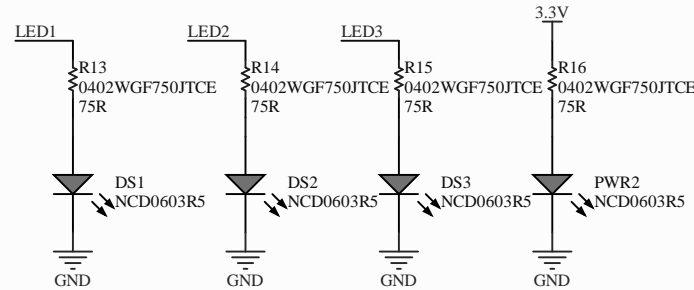 3.3V
LED1 LED2 LED3
R13 R14 R15 R16
0402WGF750JTCE 0402WGF750JTCE 0402WGF750JTCE 0402WGF750JTCE
75R 75R 75R 75R
DS1 DS2 DS3 PWR2
NCD0603R5 NCD0603R5 NCD0603R5 NCD0603R5
GND GND GND GND